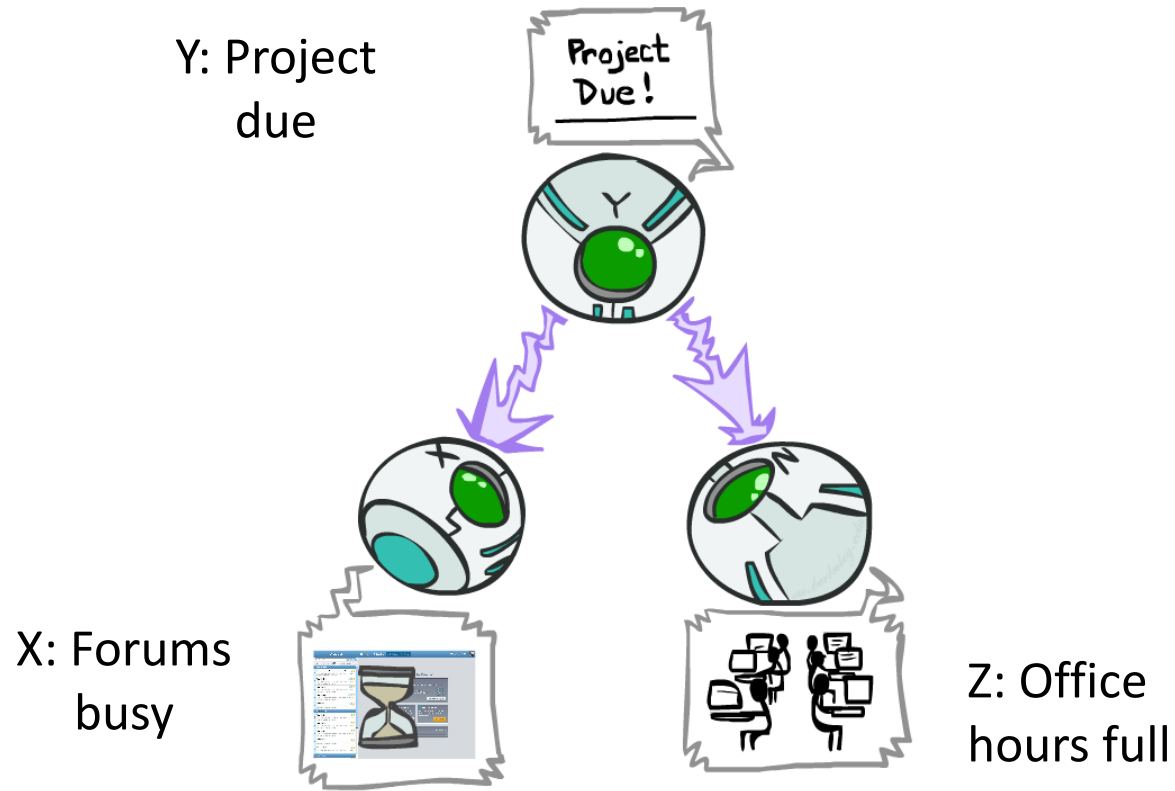 Y: Project
due
Project
Due!
Y
X
Z
X: Forums
busy
Z: Office
hours full